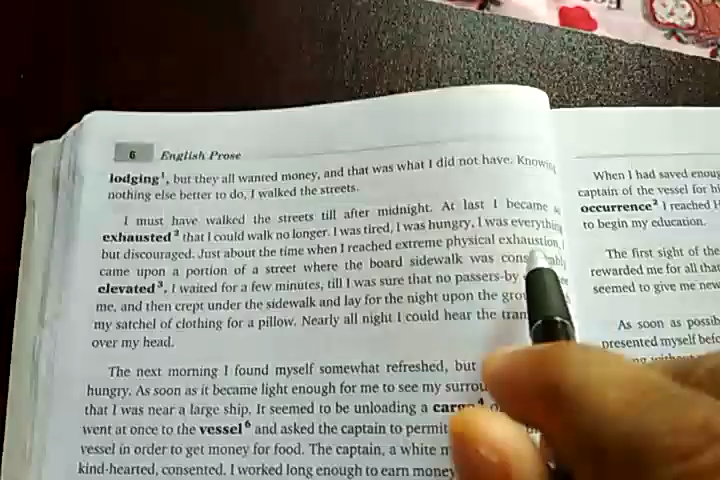 6 English Prose
lodging¹, but they all wanted money, and that was what I did not have. Knowing
nothing else better to do, I walked the streets.
I must have walked the streets till after midnight. At last I became so
exhausted² that I could walk no longer. I was tired, I was hungry, I was everything
but discouraged. Just about the time when I reached extreme physical exhaustion, I
came upon a portion of a street where the board sidewalk was
elevated³. I waited for a few minutes, till I was sure that no passers-by
me, and then crept under the sidewalk and lay for the night upon the
my satchel of clothing for a pillow. Nearly all night I could hear the
over my head.
The next morning I found myself somewhat refreshed, but
hungry. As soon as it became light enough for me to see my
that I was near a large ship. It seemed to be unloading a cargo⁴
went at once to the vessel⁶ and asked the captain to permit
vessel in order to get money for food. The captain, a white
kind-hearted, consented. I worked long enough to earn money
When I had saved
captain of the vessel for
occurrence² I reached
to begin my education.
The first sight of the
rewarded me for all that
seemed to give me new
As soon as
presented myself
without